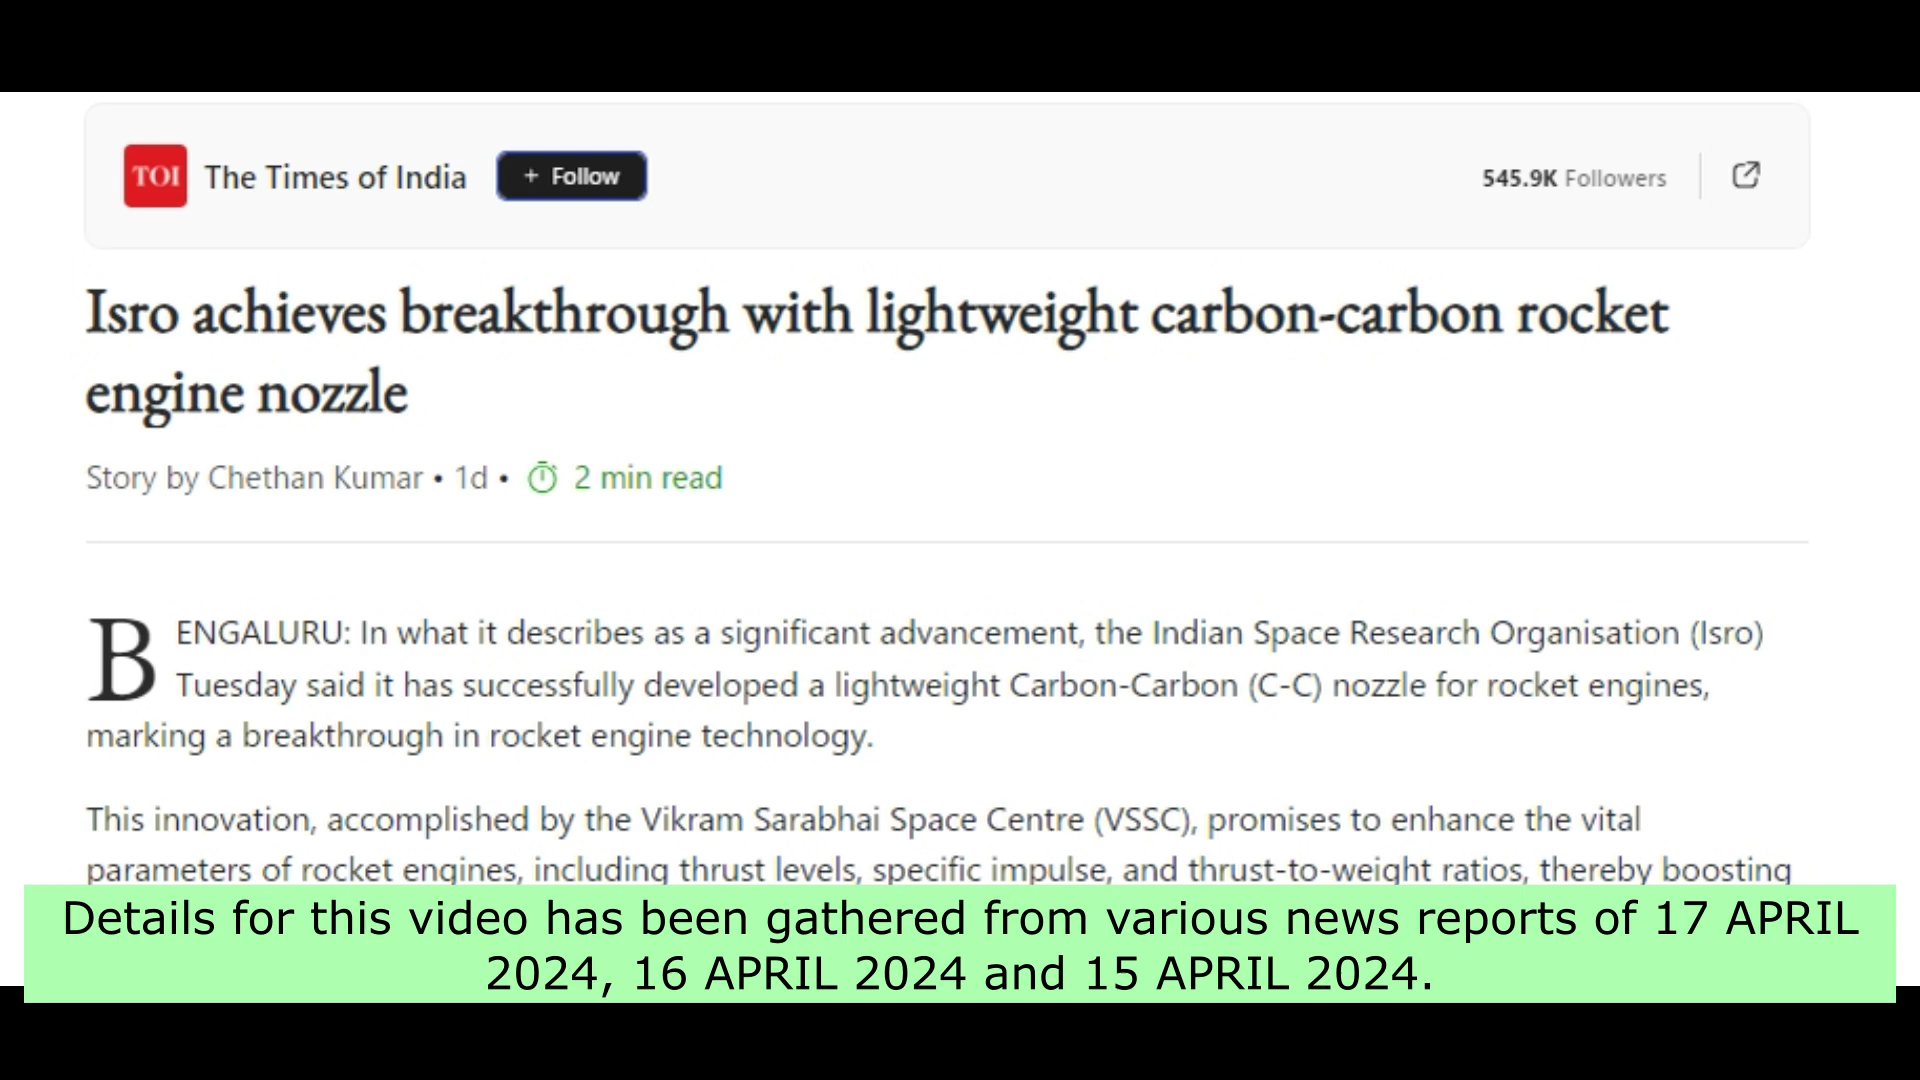 TOI The Times of India + Follow 545.9K Followers
Isro achieves breakthrough with lightweight carbon-carbon rocket
engine nozzle
Story by Chethan Kumar • 1d • 2 min read
BENGALURU: In what it describes as a significant advancement, the Indian Space Research Organisation (Isro)
Tuesday said it has successfully developed a lightweight Carbon-Carbon (C-C) nozzle for rocket engines,
marking a breakthrough in rocket engine technology.
This innovation, accomplished by the Vikram Sarabhai Space Centre (VSSC), promises to enhance the vital
parameters of rocket engines, including thrust levels, specific impulse, and thrust-to-weight ratios, thereby boosting
Details for this video has been gathered from various news reports of 17 APRIL
2024, 16 APRIL 2024 and 15 APRIL 2024.